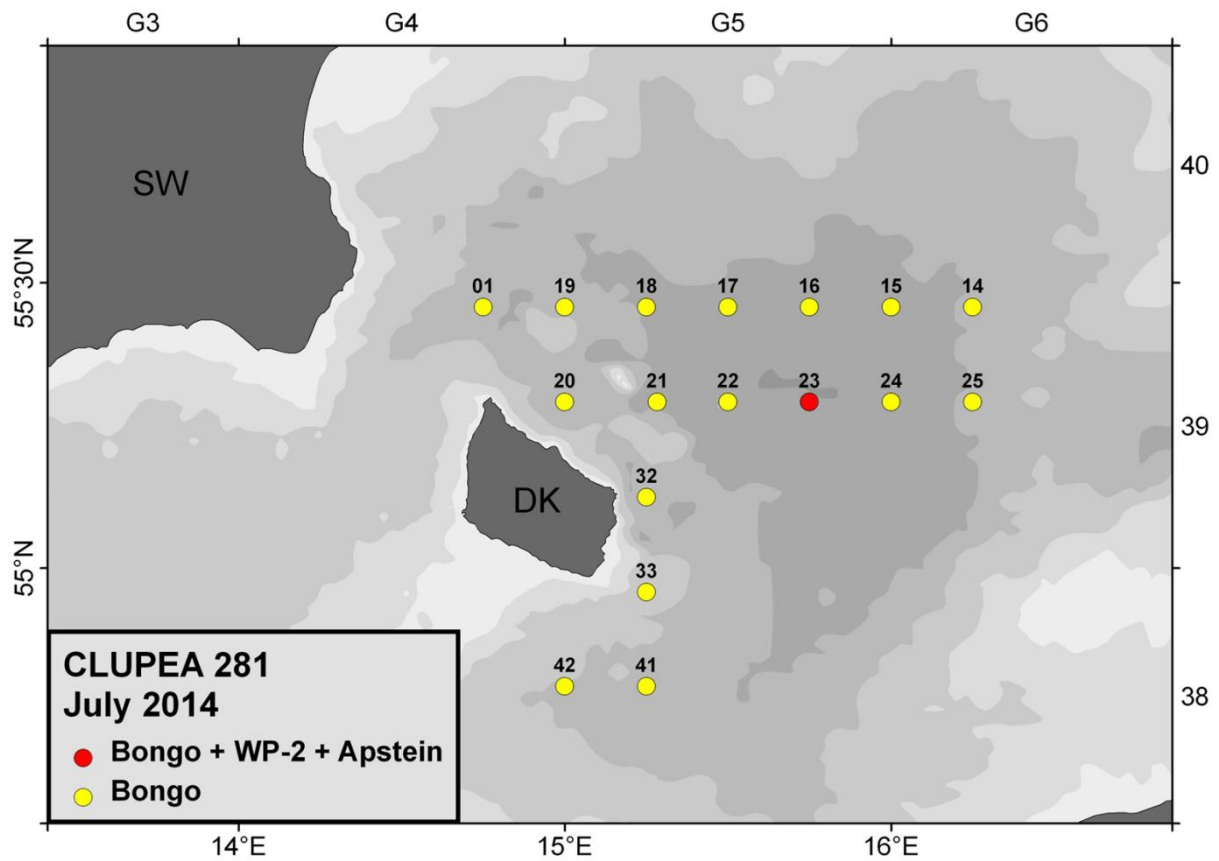 G3 G4 G5 G6
SW
40
55°30'N
01 19 18 17 16 15 14
20 21 22 23 24 25
39
32
DK
55°N
33
42 41
38
CLUPEA 281
July 2014
Bongo + WP-2 + Apstein
Bongo
14°E 15°E 16°E